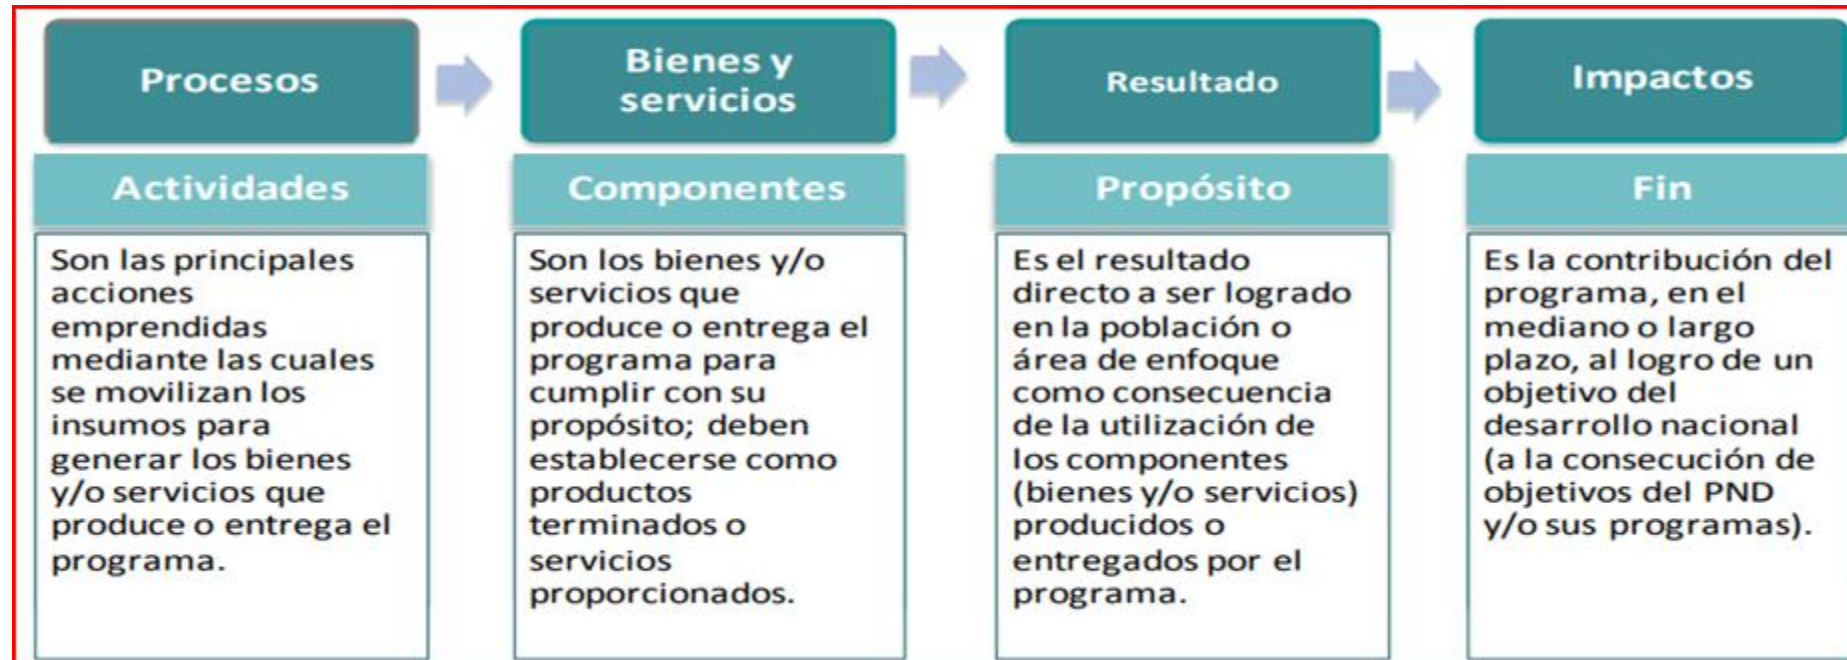 Procesos
Actividades
Son las principales
acciones
emprendidas
mediante las cuales
se movilizan los
insumos para
generar los bienes
y/o servicios que
produce o entrega el
programa.
Bienes y
servicios
Componentes
Son los bienes y/o
servicios que
produce o entrega el
programa para
cumplir con su
propósito; deben
establecerse como
productos
terminados o
servicios
proporcionados.
Resultado
Propósito
Es el resultado
directo a ser logrado
en la población o
área de enfoque
como consecuencia
de la utilización de
los componentes
(bienes y/o servicios)
producidos o
entregados por el
programa.
Impactos
Fin
Es la contribución del
programa, en el
mediano o largo
plazo, al logro de un
objetivo del
desarrollo nacional
(a la consecución de
objetivos del PND
y/o sus programas).